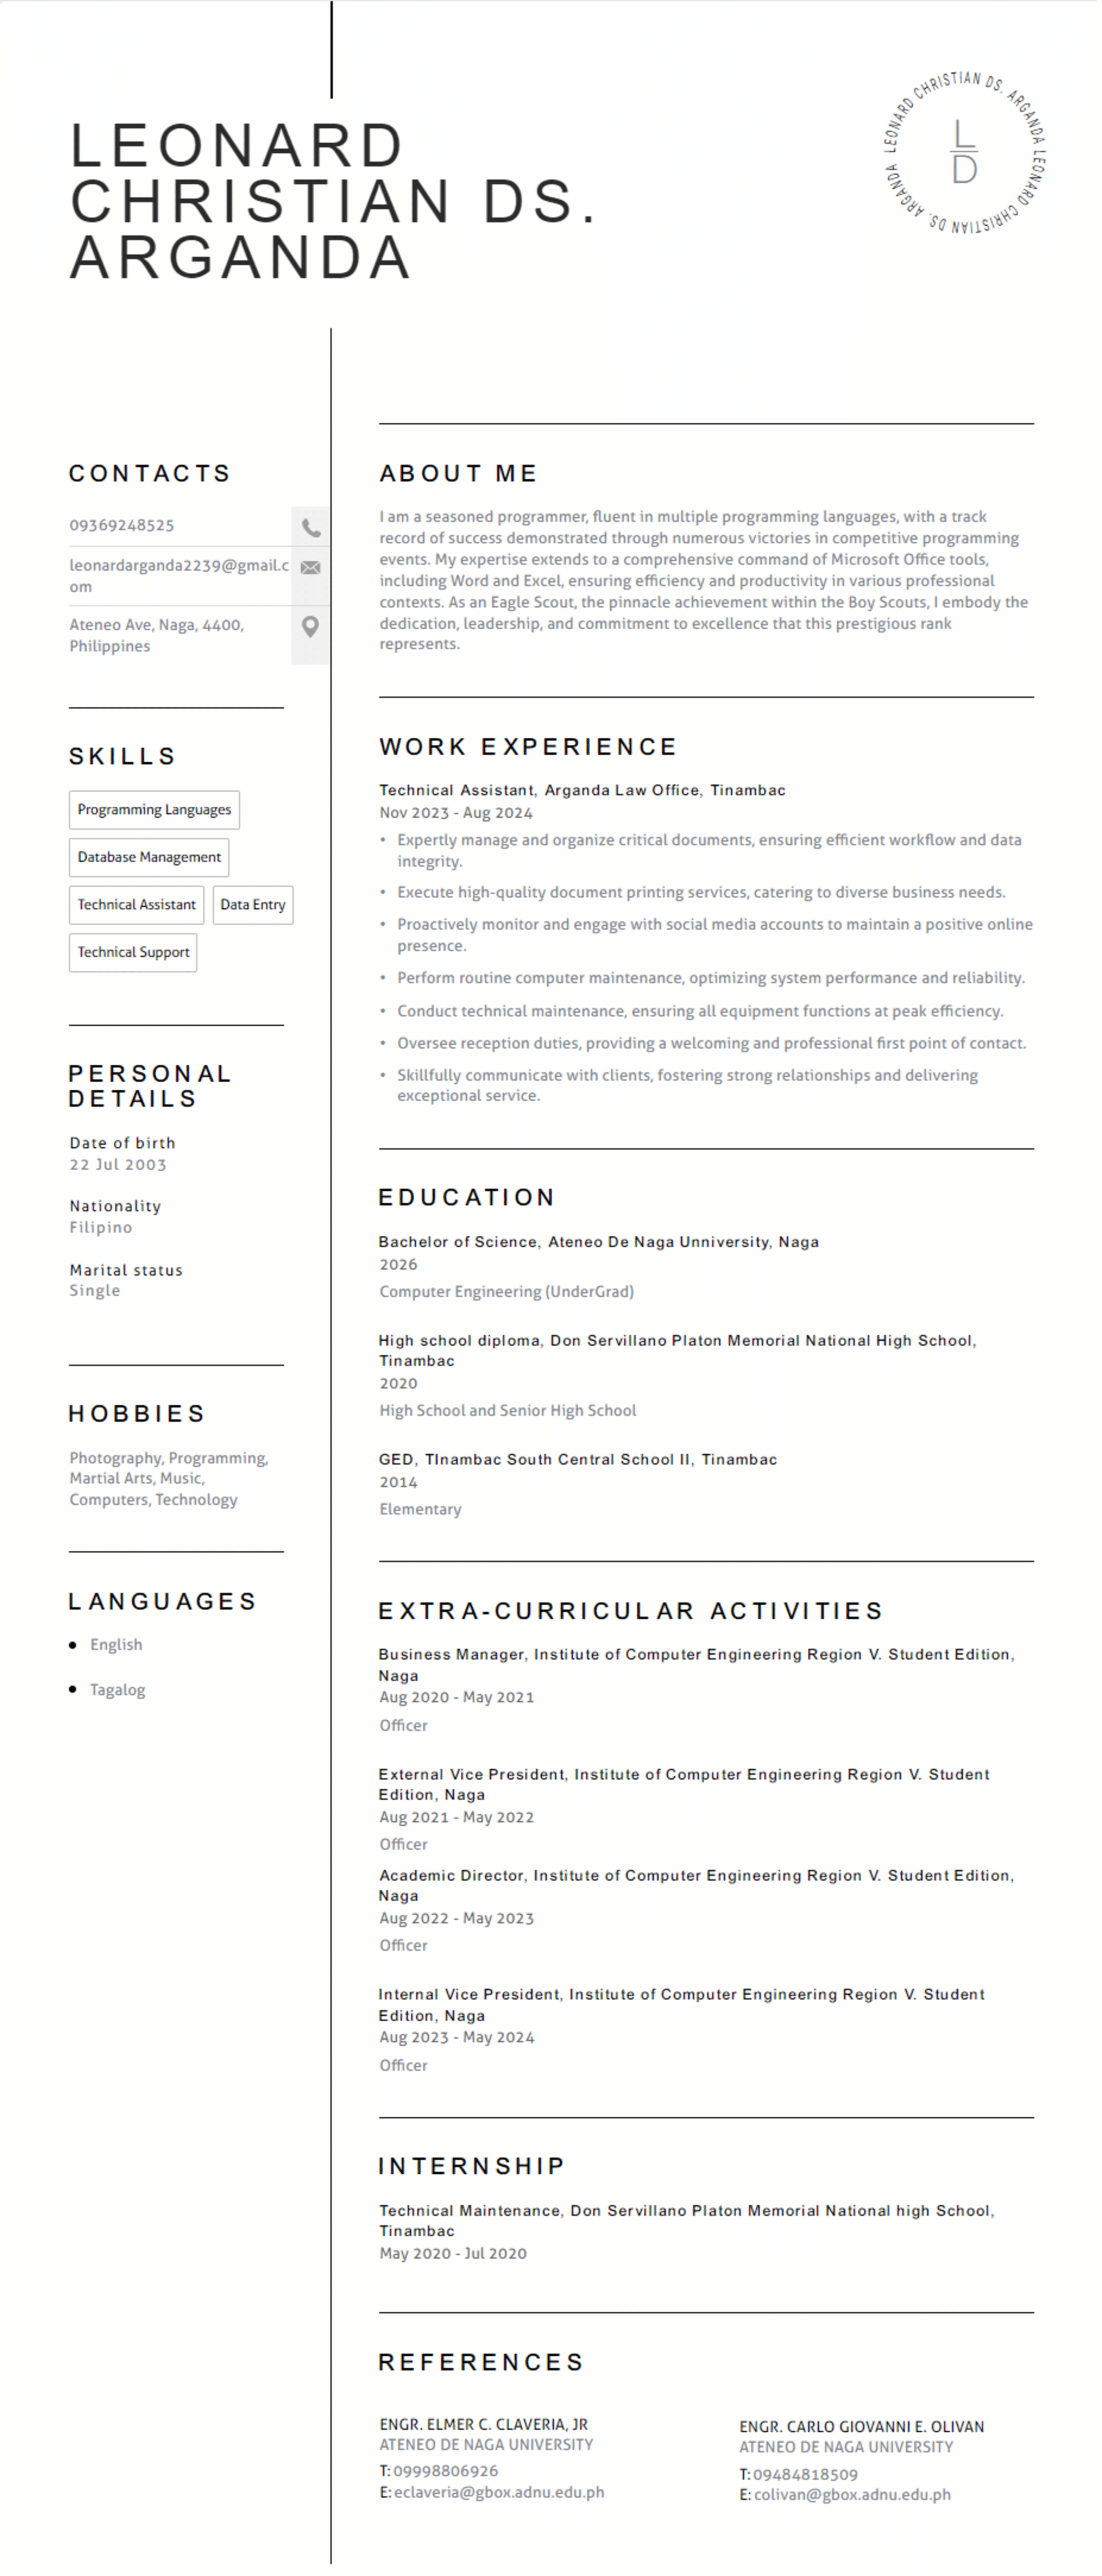 LEONARD
CHRISTIAN DS.
ARGANDA
LEONARD CHRISTIAN DS. ARGANDA LEONARD CHRISTIAN DS. ARGANDA
L
D
CONTACTS
09369248525
leonardarganda2239@gmail.c
om
Ateneo Ave, Naga, 4400,
Philippines
SKILLS
Programming Languages
Database Management
Technical Assistant Data Entry
Technical Support
PERSONAL
DETAILS
Date of birth
22 Jul 2003
Nationality
Filipino
Marital status
Single
HOBBIES
Photography, Programming,
Martial Arts, Music,
Computers, Technology
LANGUAGES
• English
• Tagalog
ABOUT ME
I am a seasoned programmer, fluent in multiple programming languages, with a track
record of success demonstrated through numerous victories in competitive programming
events. My expertise extends to a comprehensive command of Microsoft Office tools,
including Word and Excel, ensuring efficiency and productivity in various professional
contexts. As an Eagle Scout, the pinnacle achievement within the Boy Scouts, I embody the
dedication, leadership, and commitment to excellence that this prestigious rank
represents.
WORK EXPERIENCE
Technical Assistant, Arganda Law Office, Tinambac
Nov 2023 - Aug 2024
• Expertly manage and organize critical documents, ensuring efficient workflow and data
integrity.
• Execute high-quality document printing services, catering to diverse business needs.
• Proactively monitor and engage with social media accounts to maintain a positive online
presence.
• Perform routine computer maintenance, optimizing system performance and reliability.
• Conduct technical maintenance, ensuring all equipment functions at peak efficiency.
• Oversee reception duties, providing a welcoming and professional first point of contact.
• Skillfully communicate with clients, fostering strong relationships and delivering
exceptional service.
EDUCATION
Bachelor of Science, Ateneo De Naga Unniversity, Naga
2026
Computer Engineering (UnderGrad)
High school diploma, Don Servillano Platon Memorial National High School,
Tinambac
2020
High School and Senior High School
GED, TInambac South Central School II, Tinambac
2014
Elementary
EXTRA-CURRICULAR ACTIVITIES
Business Manager, Institute of Computer Engineering Region V. Student Edition,
Naga
Aug 2020 - May 2021
Officer
External Vice President, Institute of Computer Engineering Region V. Student
Edition, Naga
Aug 2021 - May 2022
Officer
Academic Director, Institute of Computer Engineering Region V. Student Edition,
Naga
Aug 2022 - May 2023
Officer
Internal Vice President, Institute of Computer Engineering Region V. Student
Edition, Naga
Aug 2023 - May 2024
Officer
INTERNSHIP
Technical Maintenance, Don Servillano Platon Memorial National high School,
Tinambac
May 2020 - Jul 2020
REFERENCES
ENGR. ELMER C. CLAVERIA, JR
ATENEO DE NAGA UNIVERSITY
T: 09998806926
E: eclaveria@gbox.adnu.edu.ph
ENGR. CARLO GIOVANNI E. OLIVAN
ATENEO DE NAGA UNIVERSITY
T: 09484818509
E: colivan@gbox.adnu.edu.ph